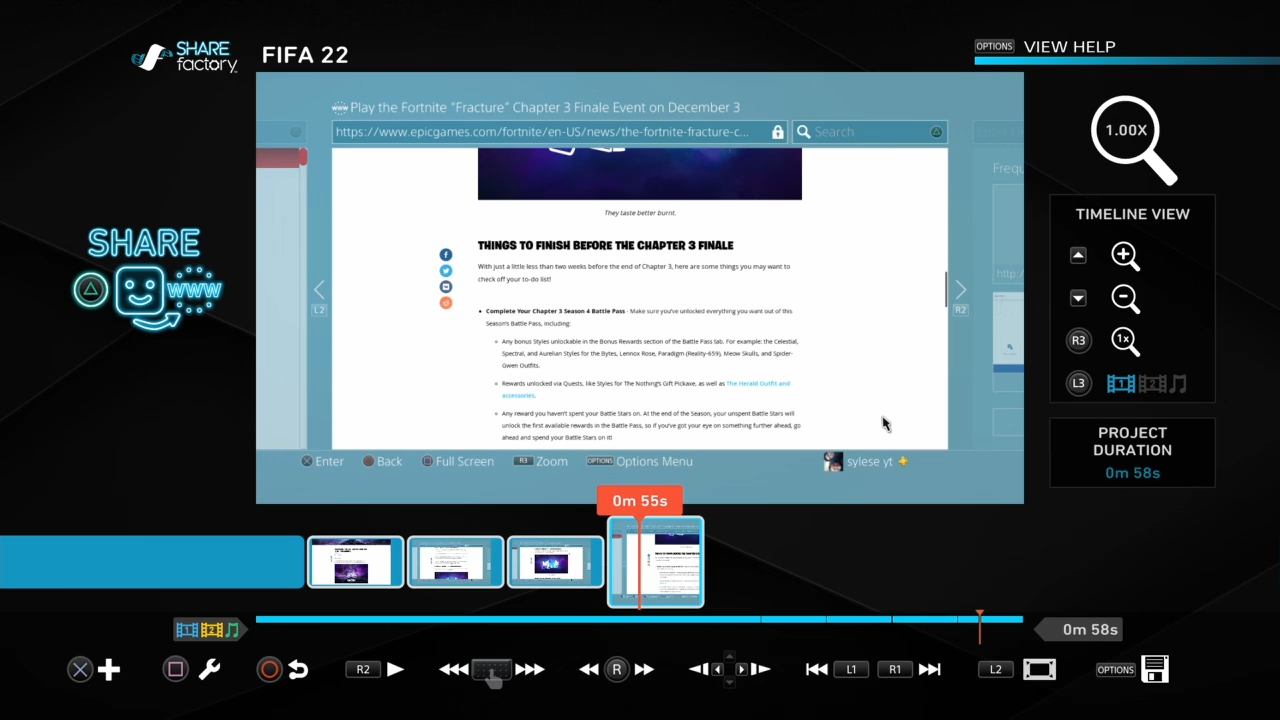 SHARE
factory™
FIFA 22
OPTIONS VIEW HELP
Play the Fortnite "Fracture" Chapter 3 Finale Event on December 3
https://www.epicgames.com/fortnite/en-US/news/the-fortnite-fracture-c...
Search
1.00X
They taste better burnt.
THINGS TO FINISH BEFORE THE CHAPTER 3 FINALE
With just a little less than two weeks before the end of Chapter 3, here are some things you may want to
check off your to-do list!
Complete Your Chapter 3 Season 4 Battle Pass - Make sure you've unlocked everything you want out of this
Season's Battle Pass, including:
Any bonus Styles unlockable in the Bonus Rewards section of the Battle Pass tab. For example: the Celestial,
Spectral, and Aurelian Styles for the Bytes, Lennox Rose, Paradigm (Reality-659), Meow Skulls, and Spider-
Gwen Outfits.
Rewards unlocked via Quests, like Styles for The Nothing's Gift Pickaxe, as well as The Herald Outfit and
accessories.
Any reward you haven't spent your Battle Stars on. At the end of the Season, your unspent Battle Stars will
unlock the first available rewards in the Battle Pass, so if you've got your eye on something further ahead, go
ahead and spend your Battle Stars on it!
L2
R2
Frequ
http:/
SHARE
www
TIMELINE VIEW
R3 1x
L3 1 2
PROJECT
DURATION
0m 58s
Enter Back Full Screen R3 Zoom OPTIONS Options Menu sylese yt
0m 55s
1 2
0m 58s
R2 R L1 R1 L2 OPTIONS